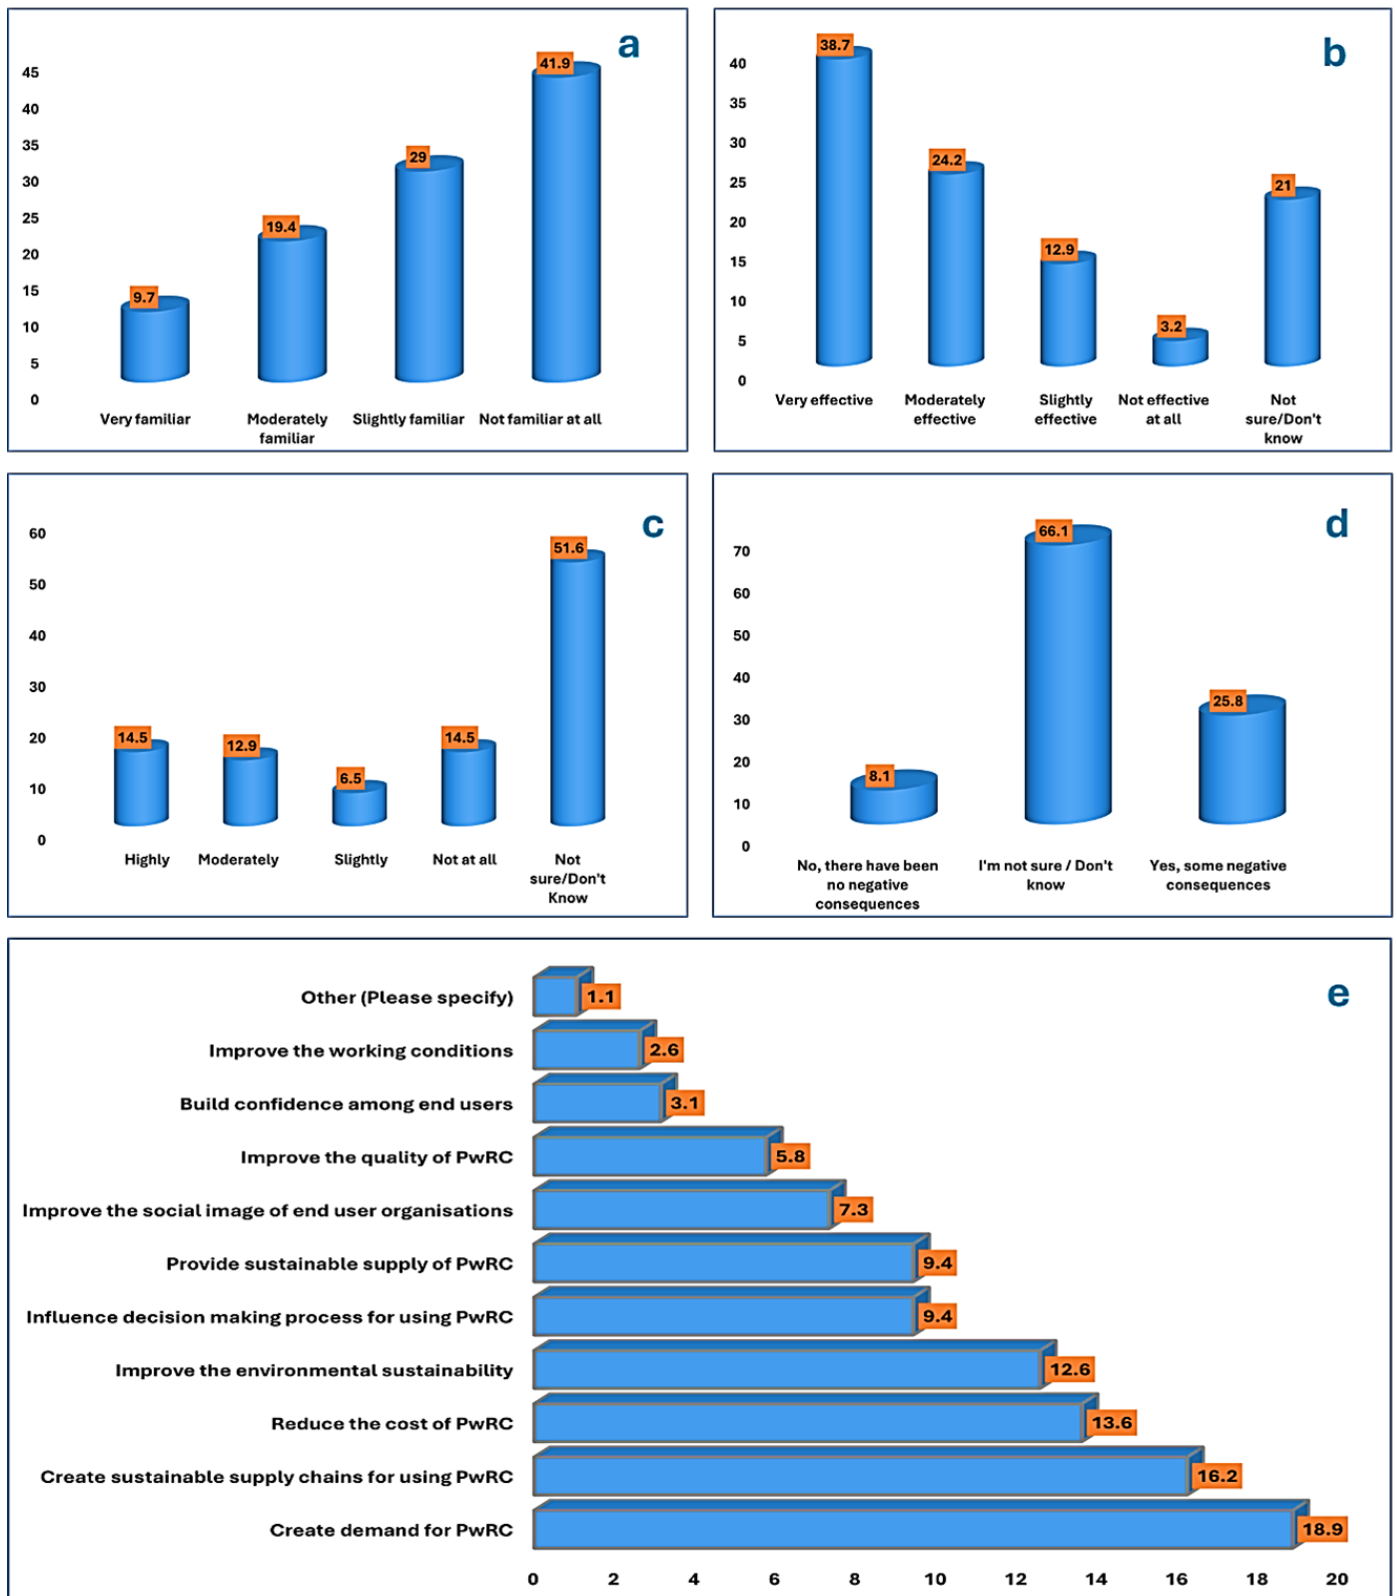 a
45
40
35
30
25
20
15
10
5
0
9.7
19.4
29
41.9
Very familiar
Moderately
familiar
Slightly familiar
Not familiar at all
b
40
35
30
25
20
15
10
5
0
38.7
24.2
12.9
3.2
21
Very effective
Moderately
effective
Slightly
effective
Not effective
at all
Not
sure/Don't
know
c
60
50
40
30
20
10
0
14.5
12.9
6.5
14.5
51.6
Highly
Moderately
Slightly
Not at all
Not
sure/Don't
Know
d
70
60
50
40
30
20
10
0
8.1
66.1
25.8
No, there have been
no negative
consequences
I'm not sure / Don't
know
Yes, some negative
consequences
e
Other (Please specify) 1.1
Improve the working conditions 2.6
Build confidence among end users 3.1
Improve the quality of PwRC 5.8
Improve the social image of end user organisations 7.3
Provide sustainable supply of PwRC 9.4
Influence decision making process for using PwRC 9.4
Improve the environmental sustainability 12.6
Reduce the cost of PwRC 13.6
Create sustainable supply chains for using PwRC 16.2
Create demand for PwRC 18.9
0 2 4 6 8 10 12 14 16 18 20